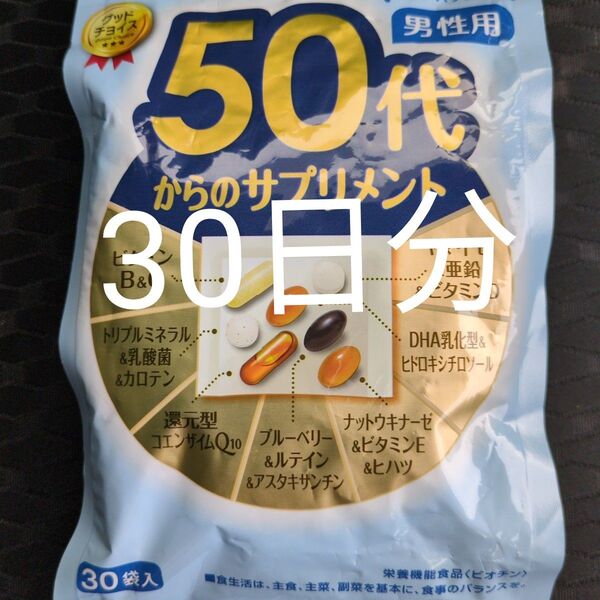 グッド
チョイス
男性用
50代
からのサプリメント
30日分
ビタミン
B&
亜鉛
&ビタミンD
トリプルミネラル
&乳酸菌
&カロテン
DHA乳化型&
ヒドロキシチロソール
還元型
コエンザイムQ10
ブルーベリー
&ルテイン
&アスタキサンチン
ナットウキナーゼ
&ビタミンE
&ヒハツ
栄養機能食品〈ビオチン〉
30袋入
■食生活は、主食、主菜、副菜を基本に、食事のバランスを。